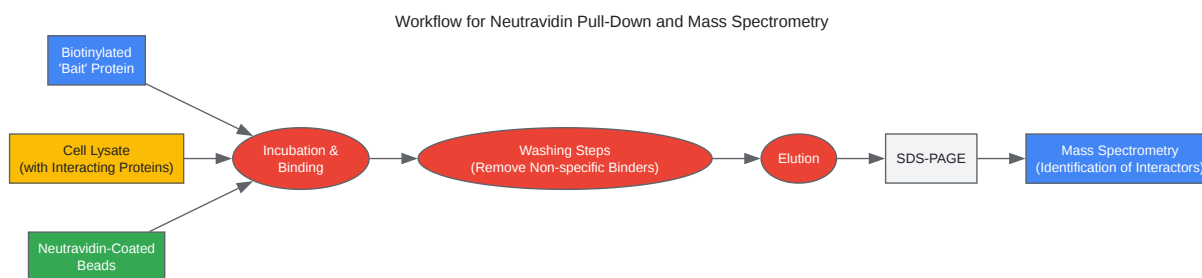 Workflow for Neutravidin Pull-Down and Mass Spectrometry
Biotinylated
'Bait' Protein
Cell Lysate
(with Interacting Proteins)
Neutravidin-Coated
Beads
Incubation &
Binding
Washing Steps
(Remove Non-specific Binders)
Elution
SDS-PAGE
Mass Spectrometry
(Identification of Interactors)